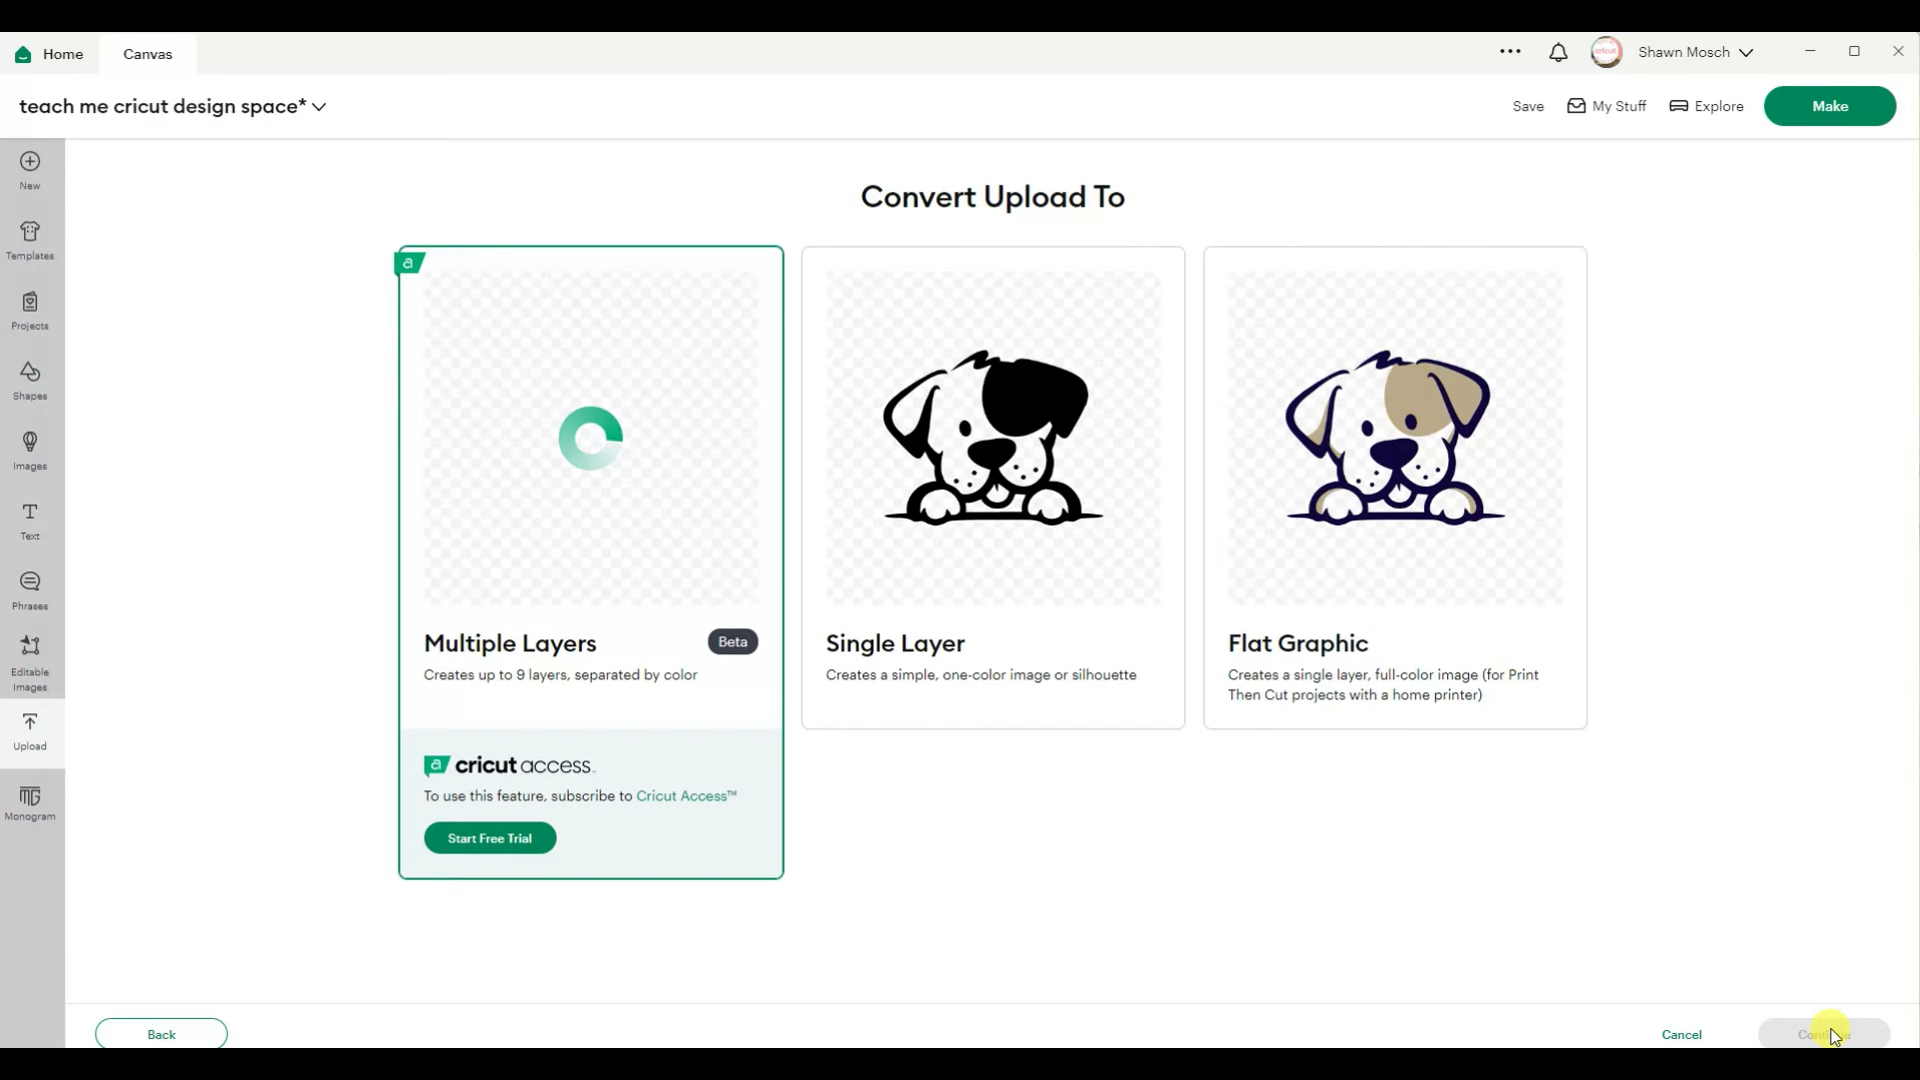 Home
Canvas
Shawn Mosch
teach me cricut design space*
Save
My Stuff
Explore
Make
New
Templates
Projects
Shapes
Images
Text
Phrases
Editable
Images
Upload
Monogram
Convert Upload To
a
Multiple Layers
Beta
Creates up to 9 layers, separated by color
a cricut access™
To use this feature, subscribe to Cricut Access™
Start Free Trial
Single Layer
Creates a simple, one-color image or silhouette
Flat Graphic
Creates a single layer, full-color image (for Print
Then Cut projects with a home printer)
Back
Cancel